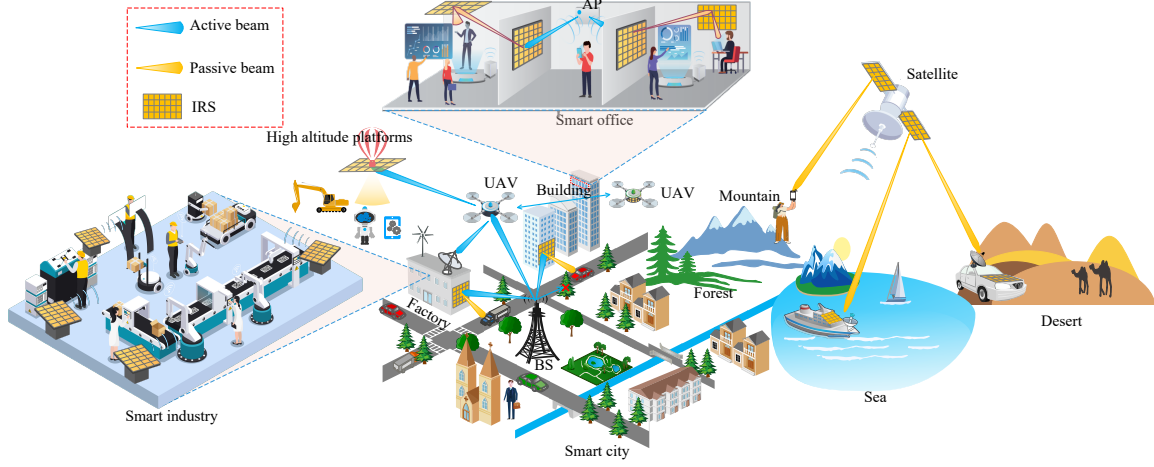 Active beam
Passive beam
IRS
AP
Smart office
High altitude platforms
UAV
Building
UAV
Satellite
Mountain
Forest
Factory
BS
Desert
Sea
Smart industry
Smart city